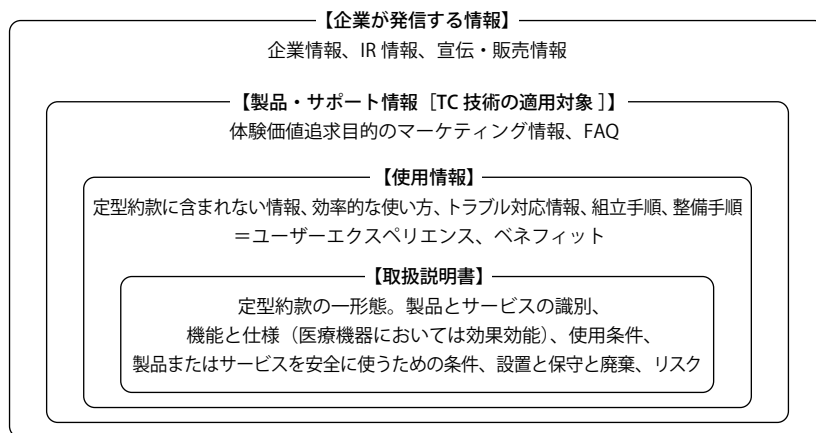 【企業が発信する情報】
企業情報、IR 情報、宣伝・販売情報
【製品・サポート情報［TC 技術の適用対象 ］】
体験価値追求目的のマーケティング情報、FAQ
【使用情報】
定型約款に含まれない情報、効率的な使い方、トラブル対応情報、組立手順、整備手順
＝ユーザーエクスペリエンス、ベネフィット
【取扱説明書】
定型約款の一形態。製品とサービスの識別、
機能と仕様（医療機器においては効果効能）、使用条件、
製品またはサービスを安全に使うための条件、設置と保守と廃棄、リスク